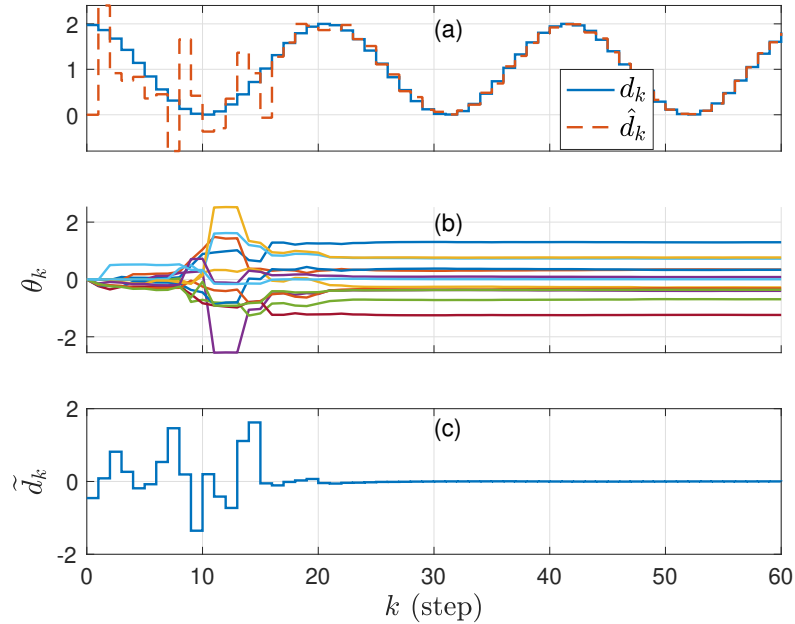 (a)
2
1
0
d_k
\hat{d}_k
(b)
2
0
-2
θ_k
(c)
2
0
-2
\widetilde{d}_k
0 10 20 30 40 50 60
k (step)